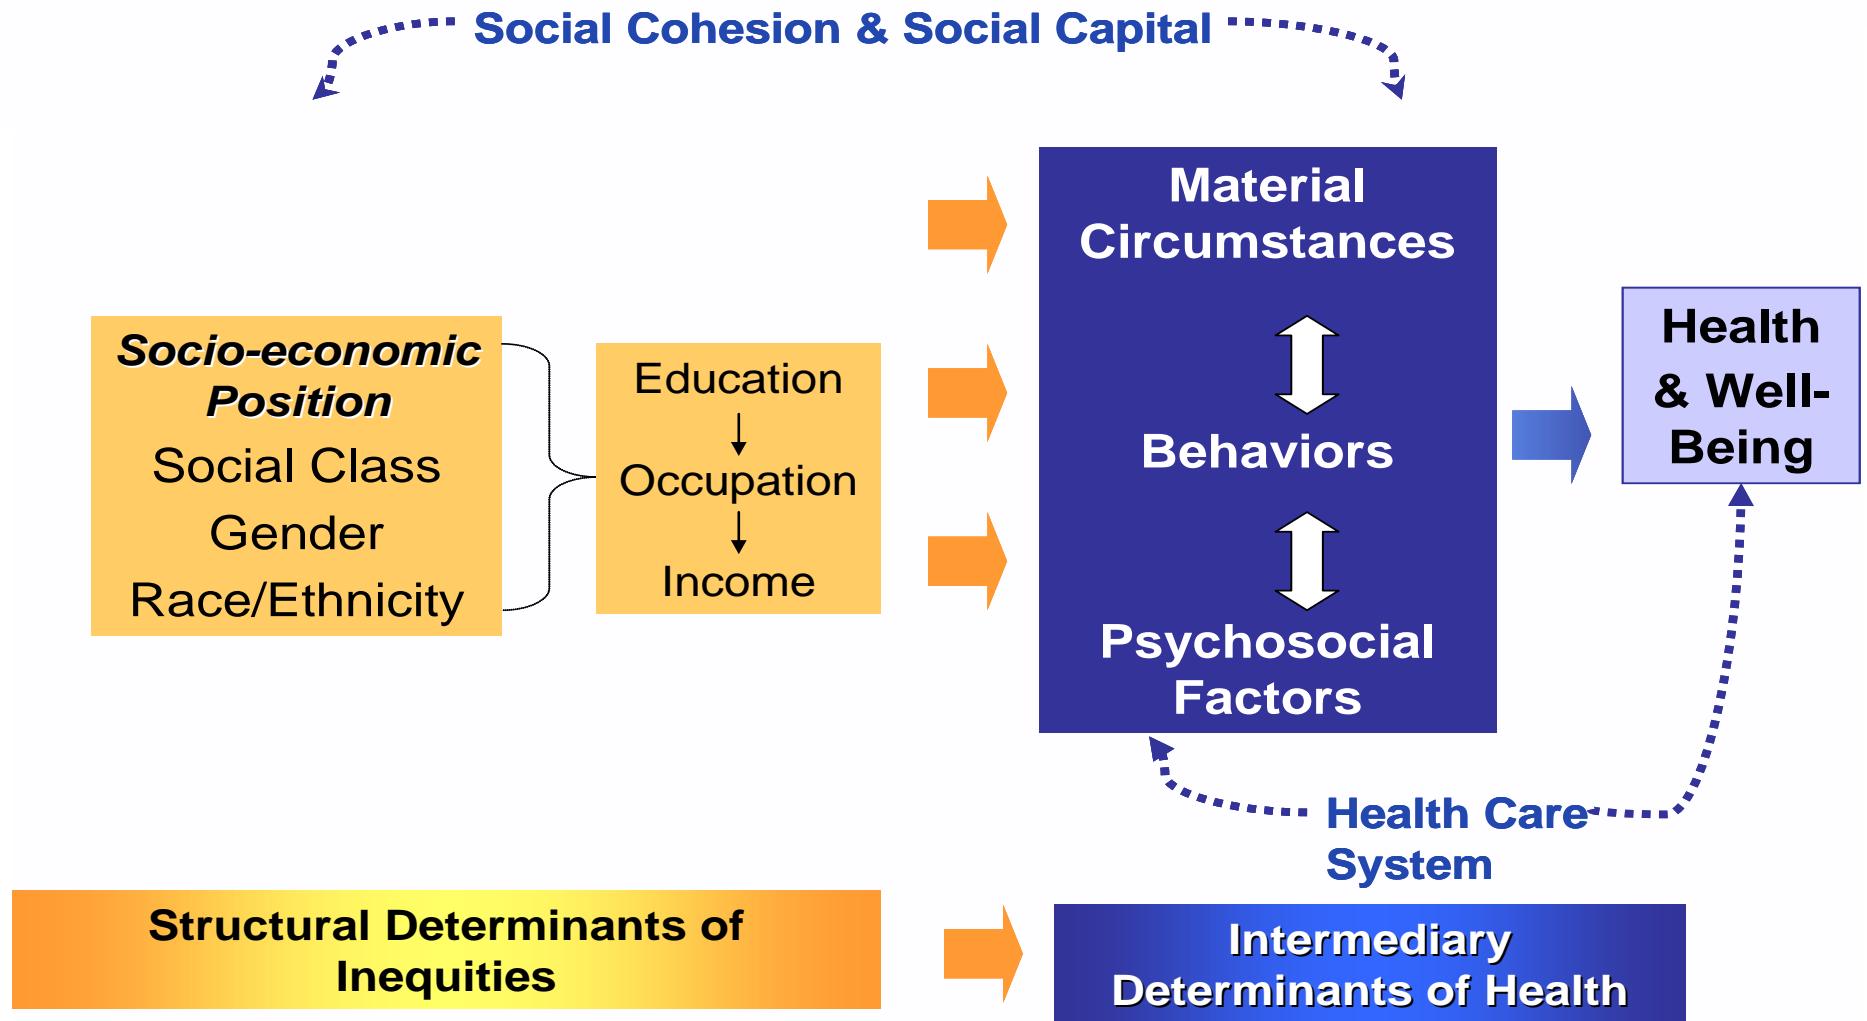 Social Cohesion & Social Capital
Socio-economic
Position
Social Class
Gender
Race/Ethnicity
Education
Occupation
Income
Material
Circumstances
Behaviors
Psychosocial
Factors
Health
& Well-
Being
Health Care
System
Structural Determinants of
Inequities
Intermediary
Determinants of Health